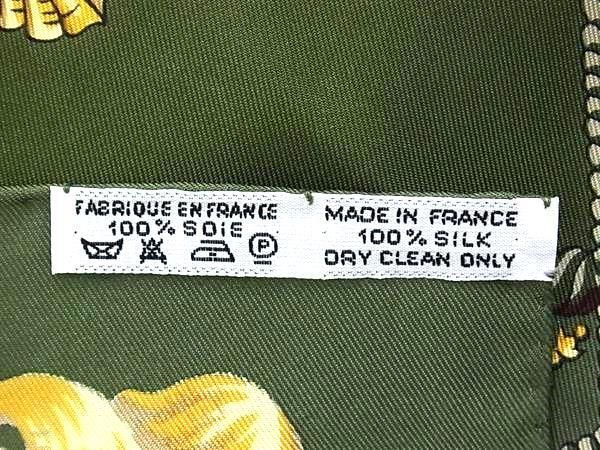 FABRIQUE EN FRANCE
100% SOIE
P
MADE IN FRANCE
100% SILK
DRY CLEAN ONLY